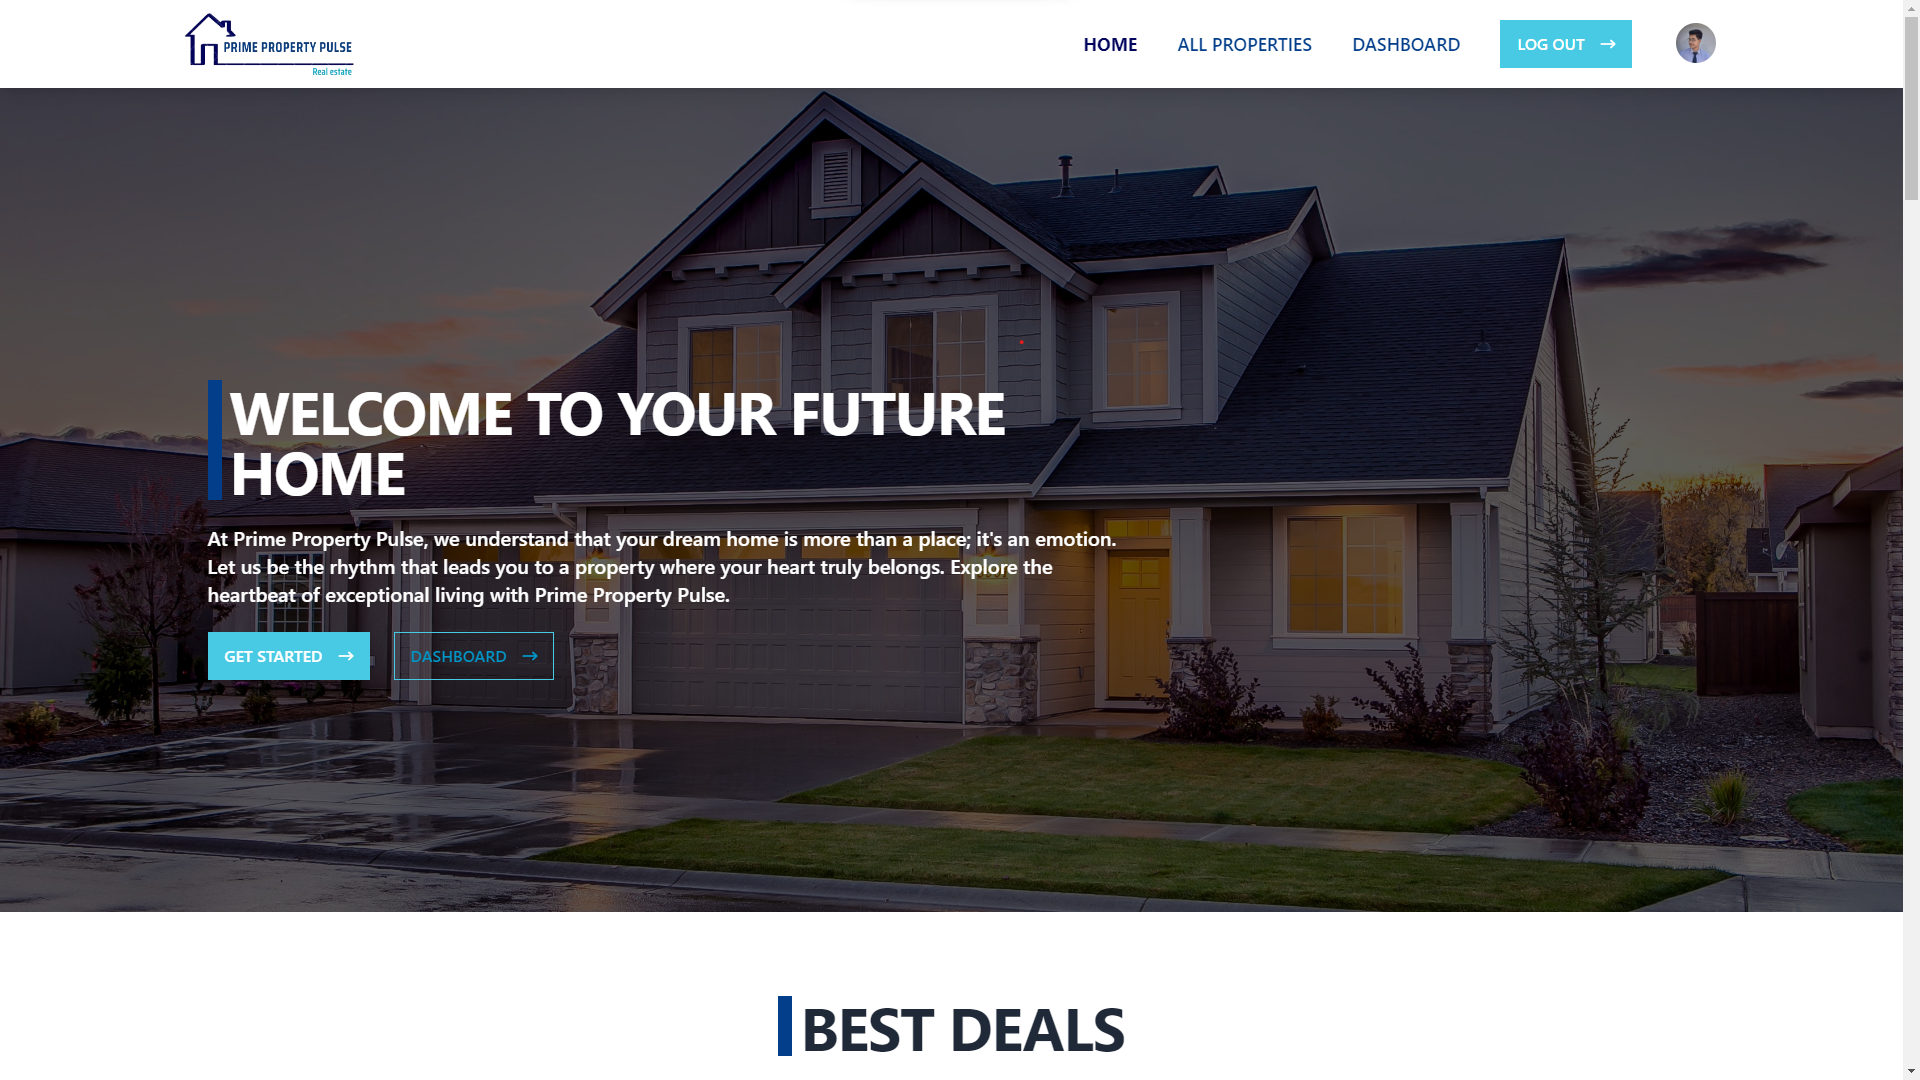 PRIME PROPERTY PULSE
Real estate
HOME
ALL PROPERTIES
DASHBOARD
LOG OUT
WELCOME TO YOUR FUTURE
HOME
At Prime Property Pulse, we understand that your dream home is more than a place; it's an emotion.
Let us be the rhythm that leads you to a property where your heart truly belongs. Explore the
heartbeat of exceptional living with Prime Property Pulse.
GET STARTED
DASHBOARD
BEST DEALS